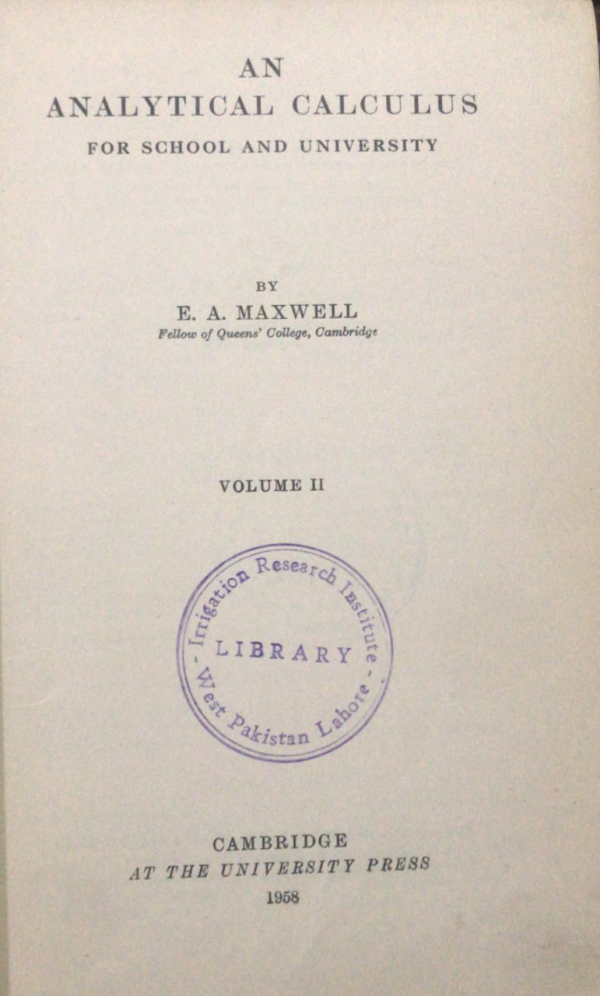 AN
ANALYTICAL CALCULUS
FOR SCHOOL AND UNIVERSITY
BY
E. A. MAXWELL
Fellow of Queens' College, Cambridge
VOLUME II
- Irrigation Research Institute -
LIBRARY
West Pakistan Lahore
CAMBRIDGE
AT THE UNIVERSITY PRESS
1958